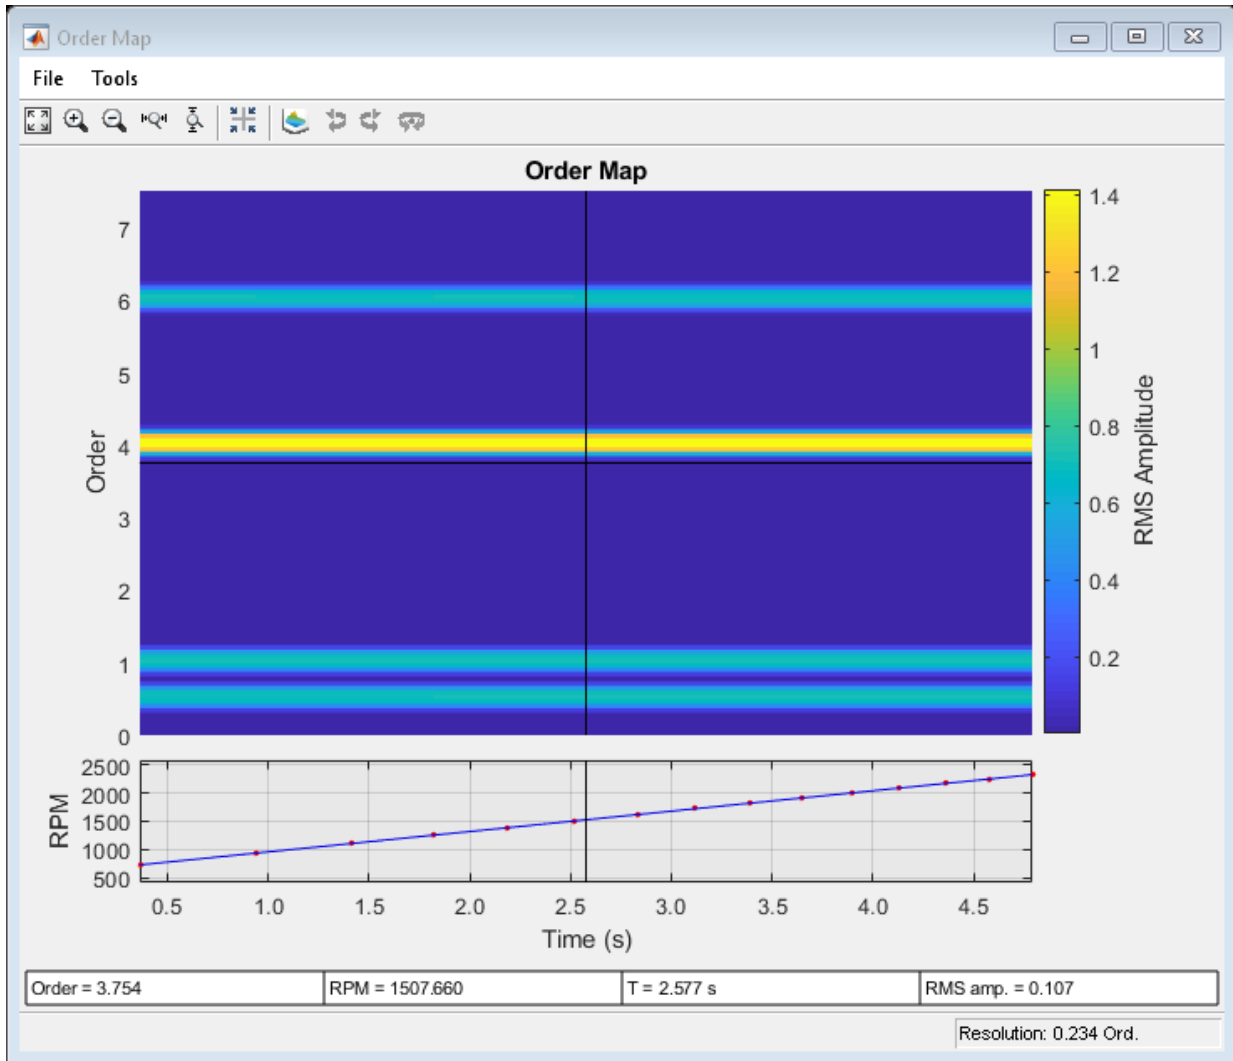 Order Map
File Tools
Order Map
7
6
5
4
3
2
1
0
Order
1.4
1.2
1
0.8
0.6
0.4
0.2
RMS Amplitude
2500
2000
1500
1000
500
RPM
0.5 1.0 1.5 2.0 2.5 3.0 3.5 4.0 4.5
Time (s)
Order = 3.754 RPM = 1507.660 T = 2.577 s RMS amp. = 0.107
Resolution: 0.234 Ord.